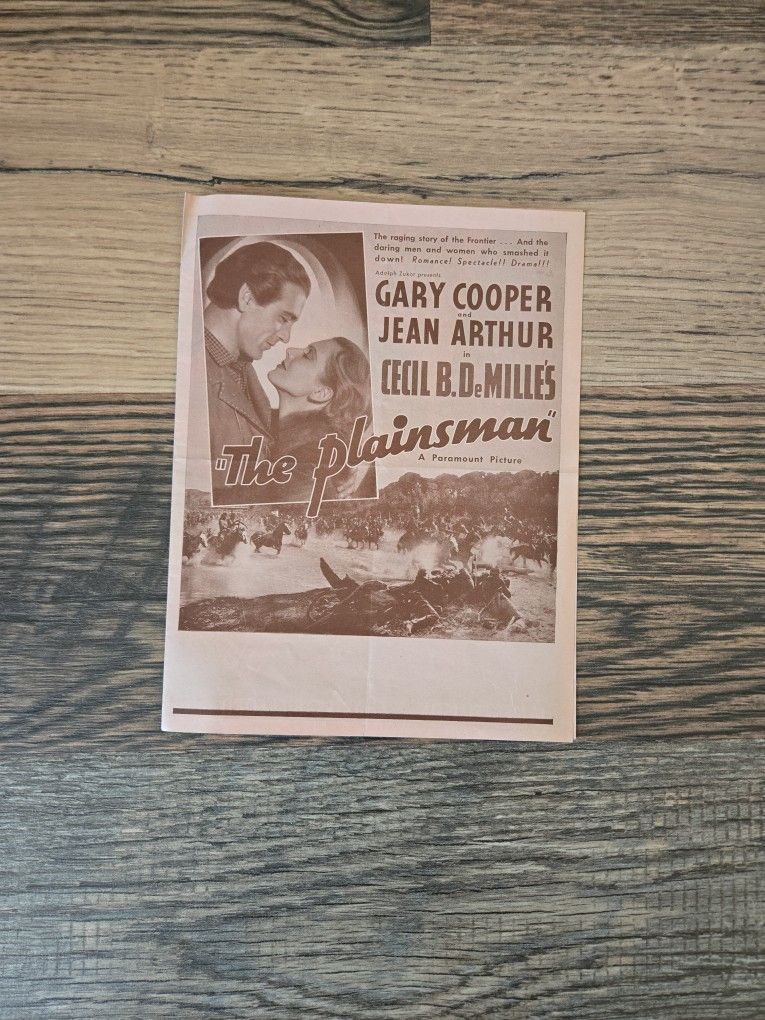 The raging story of the Frontier . . . And the
daring men and women who smashed it
down! Romance! Spectacle!! Drama!!!
Adolph Zukor presents
GARY COOPER
and
JEAN ARTHUR
in
CECIL B. DeMILLE'S
"The plainsman"
A Paramount Picture